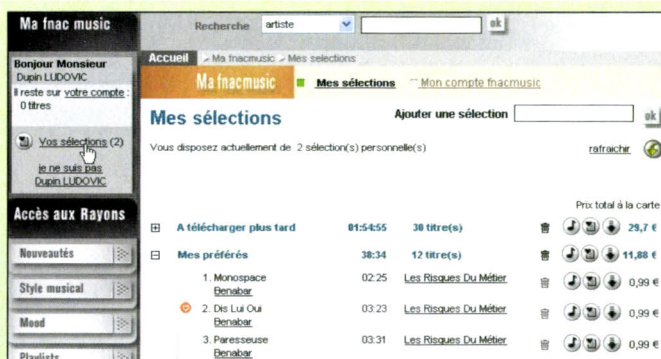 Ma fnac music
Recherche artiste ok
Bonjour Monsieur
Dupin LUDOVIC
Il reste sur votre compte :
0 titres
Vos sélections (2)
je ne suis pas
Dupin LUDOVIC
Accès aux Rayons
Nouveautés
Style musical
Mood
Playlists
Accueil Ma fnacmusic Mes selections
Ma fnacmusic Mes sélections Mon compte fnacmusic
Mes sélections Ajouter une sélection ok
Vous disposez actuellement de 2 sélection(s) personnelle(s) rafraichir
Prix total à la carte
A télécharger plus tard 01:54:55 30 titre(s) 29,7 €
Mes préférés 38:34 12 titre(s) 11,88 €
1. Monospace 02:25 Les Risques Du Métier 0,99 €
Benabar
2. Dis Lui Oui 03:23 Les Risques Du Métier 0,99 €
Benabar
3. Paresseuse 03:31 Les Risques Du Métier 0,99 €
Benabar